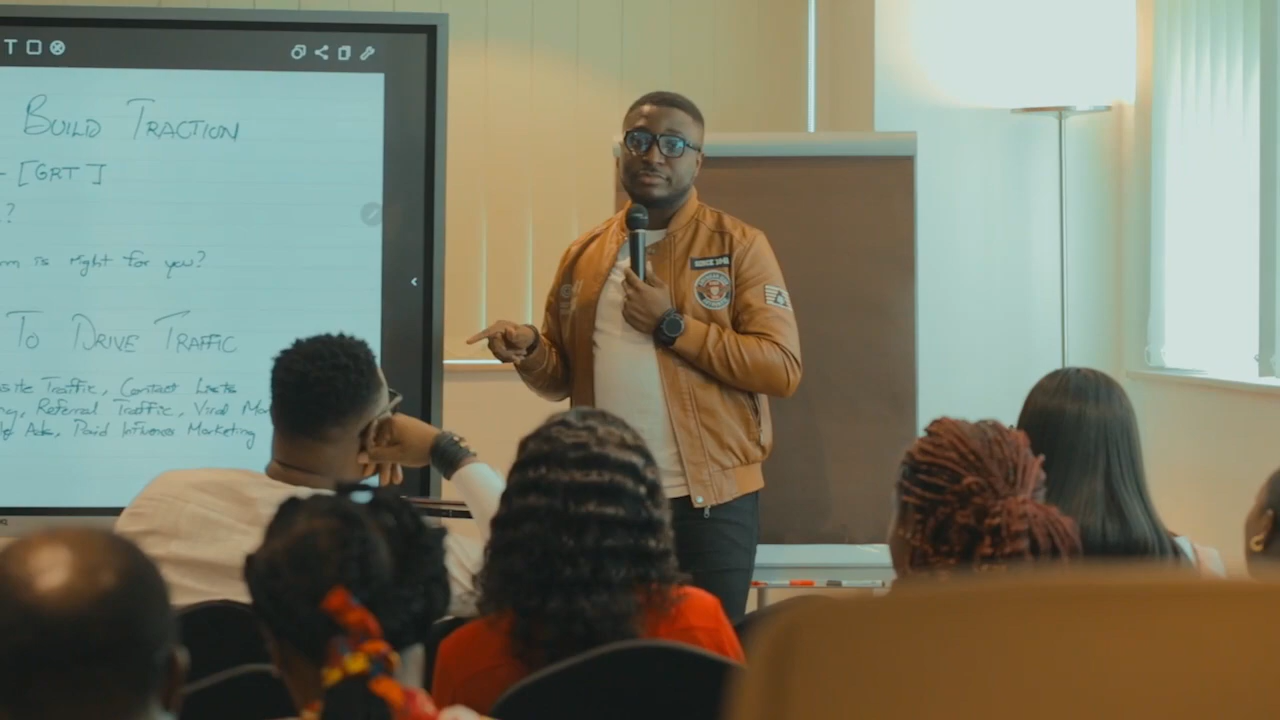 T
BUILD TRACTION
- [GRT]
?
is right for you?
TO DRIVE TRAFFIC
site Traffic, Contact Lists
Referral Traffic, Viral
Ads, Paid Influencer Marketing
SINCE